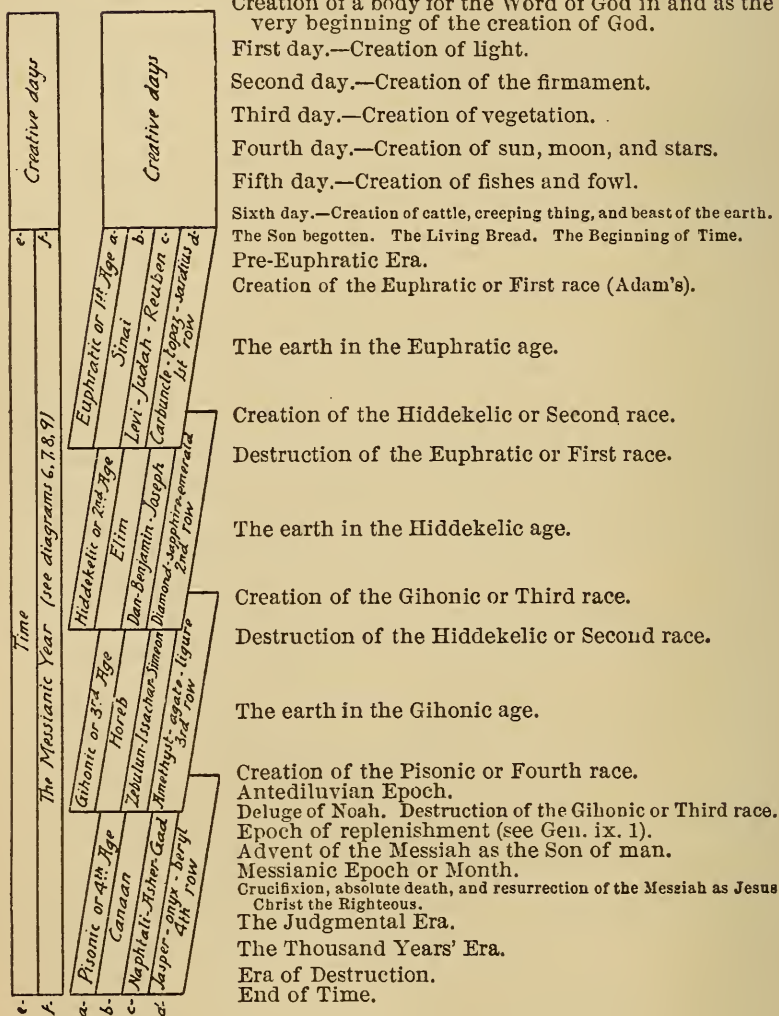 Creation of a body for the Word of God in and as the
very beginning of the creation of God.
First day.—Creation of light.
Second day.—Creation of the firmament.
Third day.—Creation of vegetation.
Fourth day.—Creation of sun, moon, and stars.
Fifth day.—Creation of fishes and fowl.
Sixth day.—Creation of cattle, creeping thing, and beast of the earth.
The Son begotten. The Living Bread. The Beginning of Time.
Pre-Euphratic Era.
Creation of the Euphratic or First race (Adam's).
The earth in the Euphratic age.
Creation of the Hiddekelic or Second race.
Destruction of the Euphratic or First race.
The earth in the Hiddekelic age.
Creation of the Gihonic or Third race.
Destruction of the Hiddekelic or Second race.
The earth in the Gihonic age.
Creation of the Pisonic or Fourth race.
Antediluvian Epoch.
Deluge of Noah. Destruction of the Gihonic or Third race.
Epoch of replenishment (see Gen. ix. 1).
Advent of the Messiah as the Son of man.
Messianic Epoch or Month.
Crucifixion, absolute death, and resurrection of the Messiah as Jesus
Christ the Righteous.
The Judgmental Era.
The Thousand Years' Era.
Era of Destruction.
End of Time.
Creative days
e-
f-
Time
The Messianic Year (see diagrams 6,7,8,9)
e-
f-
Creative days
Euphratic or 1st Age a-
Sinai b-
Levi-Judah-Reuben c-
Carbuncle-topaz-sardius d-
1st row
Hiddekelic or 2nd Age
Elim
Dan-Benjamin-Joseph
Diamond-sapphire-emerald
2nd row
Gihonic or 3rd Age
Horeb
Zebulun-Issachar-Simeon
Amethyst-agate-ligure
3rd row
a- Pisonic or 4th Age
b- Canaan
c- Naphtali-Asher-Gad
d- Jasper-onyx-beryl
4th row